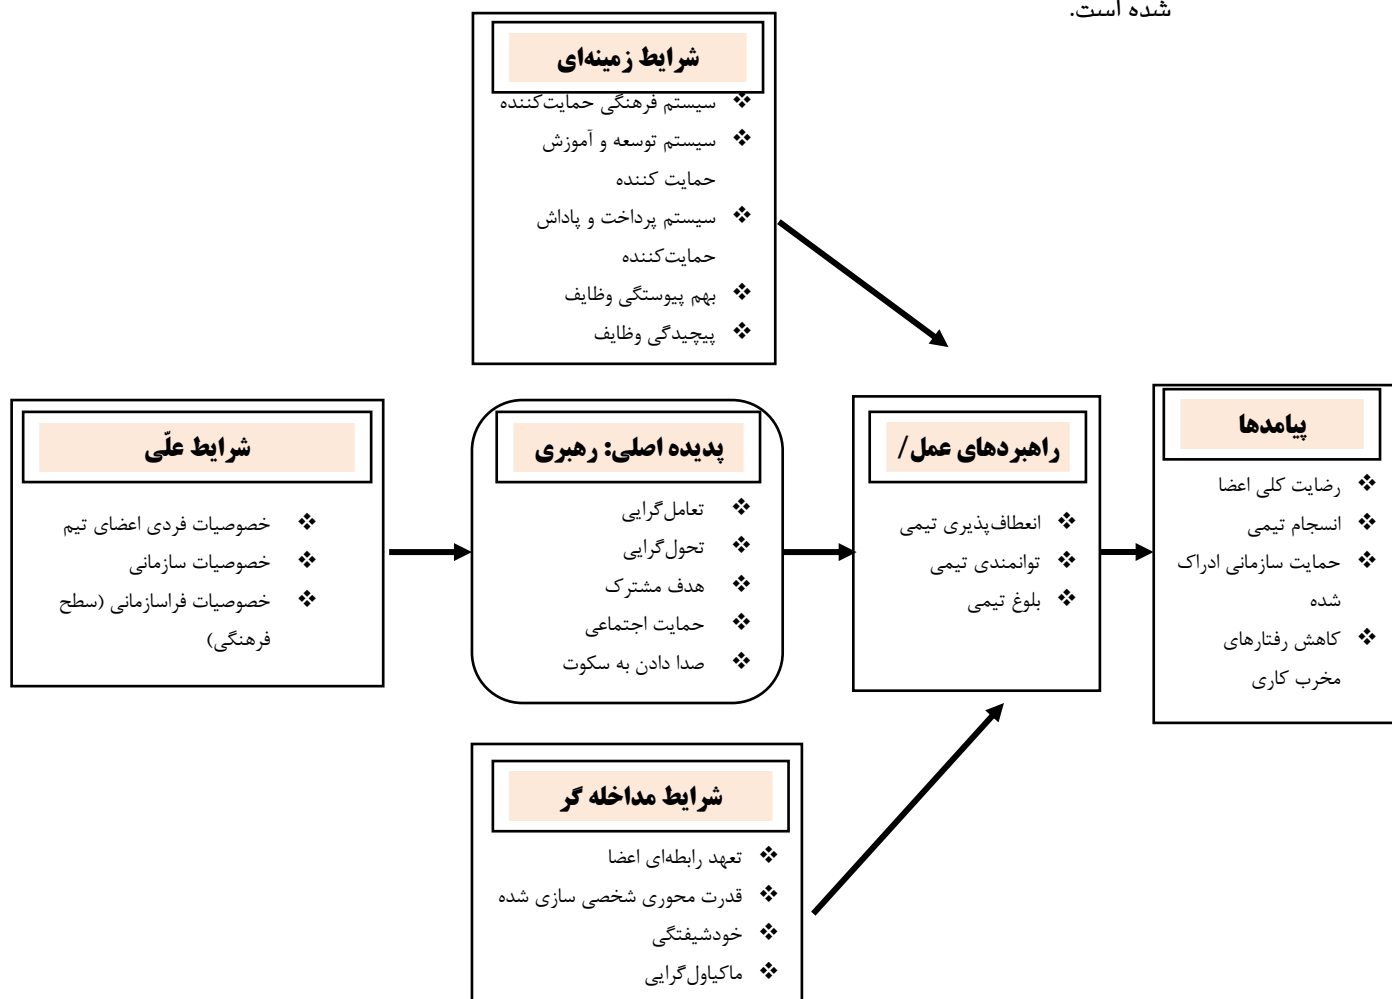 شده است.
شرایط زمینه‌ای
❖ سیستم فرهنگی حمایت‌کننده
❖ سیستم توسعه و آموزش
حمایت کننده
❖ سیستم پرداخت و پاداش
حمایت‌کننده
❖ بهم پیوستگی وظایف
❖ پیچیدگی وظایف
شرایط علّی
❖ خصوصیات فردی اعضای تیم
❖ خصوصیات سازمانی
❖ خصوصیات فراسازمانی (سطح
فرهنگی)
پدیده اصلی: رهبری
❖ تعامل‌گرایی
❖ تحول‌گرایی
❖ هدف مشترک
❖ حمایت اجتماعی
❖ صدا دادن به سکوت
راهبردهای عمل/
❖ انعطاف‌پذیری تیمی
❖ توانمندی تیمی
❖ بلوغ تیمی
پیامدها
❖ رضایت کلی اعضا
❖ انسجام تیمی
❖ حمایت سازمانی ادراک
شده
❖ کاهش رفتارهای
مخرب کاری
شرایط مداخله گر
❖ تعهد رابطه‌ای اعضا
❖ قدرت محوری شخصی سازی شده
❖ خودشیفتگی
❖ ماکیاول‌گرایی